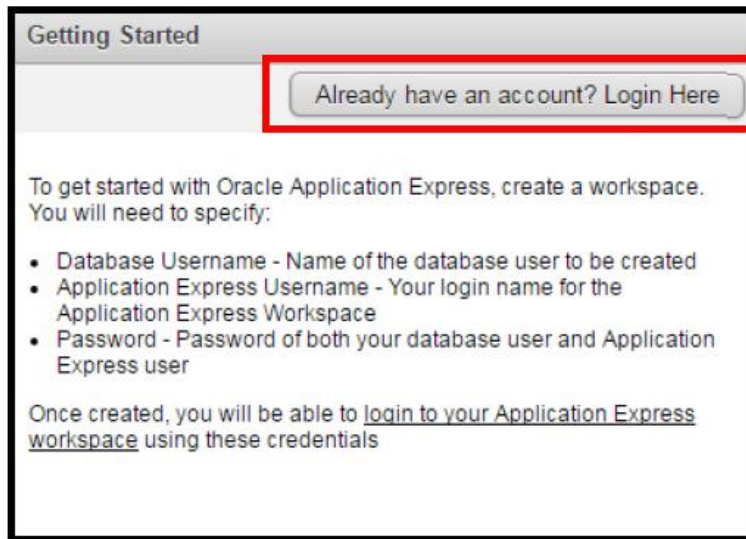 Getting Started
Already have an account? Login Here
To get started with Oracle Application Express, create a workspace.
You will need to specify:
• Database Username - Name of the database user to be created
• Application Express Username - Your login name for the
Application Express Workspace
• Password - Password of both your database user and Application
Express user
Once created, you will be able to login to your Application Express
workspace using these credentials